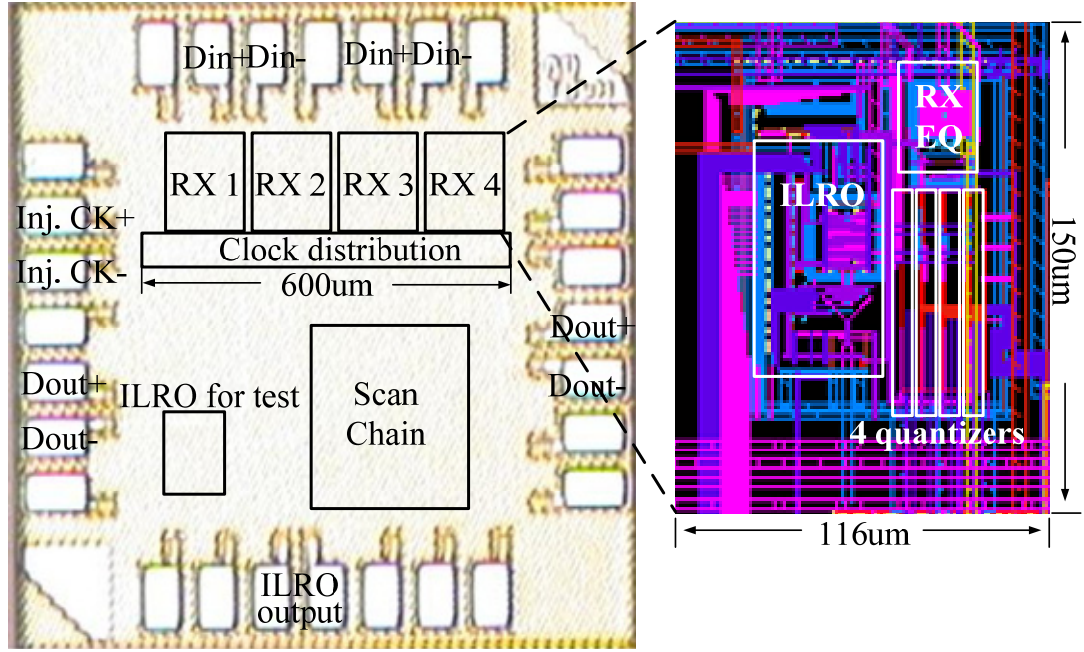 Din+Din-
Din+Din-
RX 1
RX 2
RX 3
RX 4
Clock distribution
600um
Inj. CK+
Inj. CK-
Dout+
Dout-
Dout+
Dout-
ILRO for test
Scan
Chain
ILRO
output
RX
EQ
ILRO
4 quantizers
150um
116um